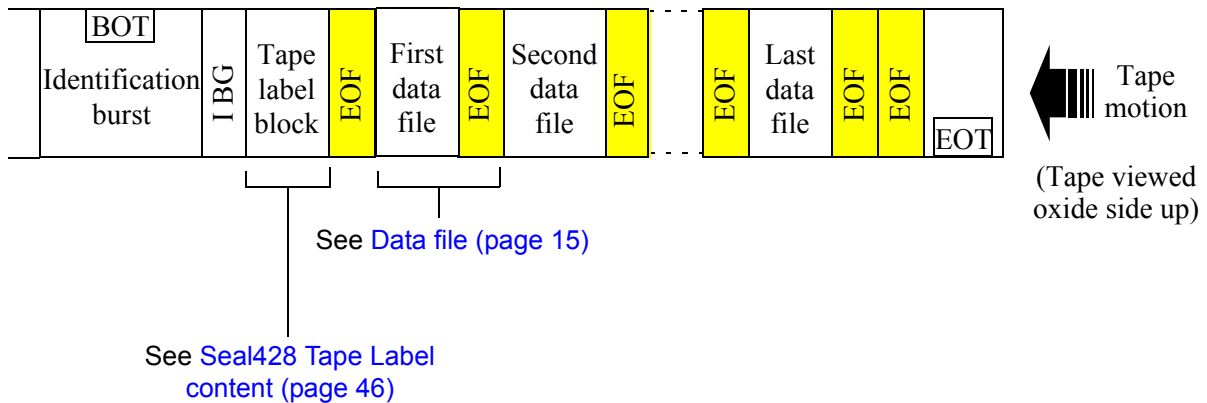 BOT
Identification
burst
I BG
Tape
label
block
EOF
First
data
file
EOF
Second
data
file
EOF
EOF
Last
data
file
EOF
EOF
EOT
Tape
motion
(Tape viewed
oxide side up)
See Data file (page 15)
See Seal428 Tape Label
content (page 46)